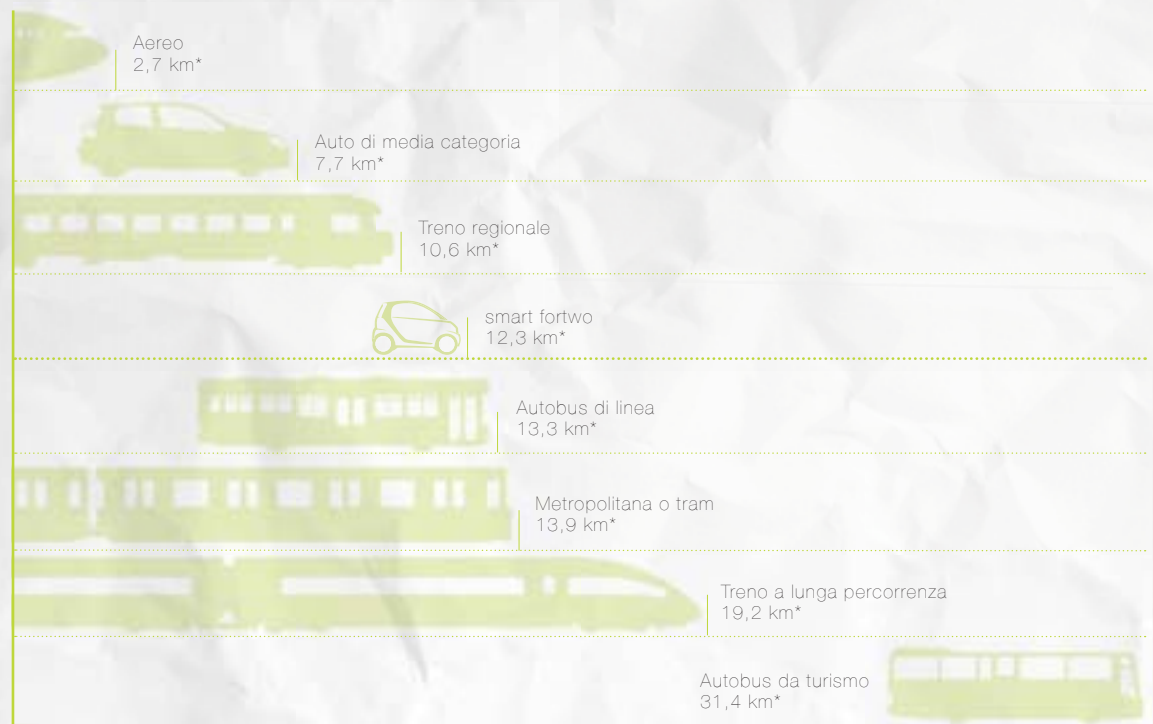 Aereo
2,7 km*
Auto di media categoria
7,7 km*
Treno regionale
10,6 km*
smart fortwo
12,3 km*
Autobus di linea
13,3 km*
Metropolitana o tram
13,9 km*
Treno a lunga percorrenza
19,2 km*
Autobus da turismo
31,4 km*